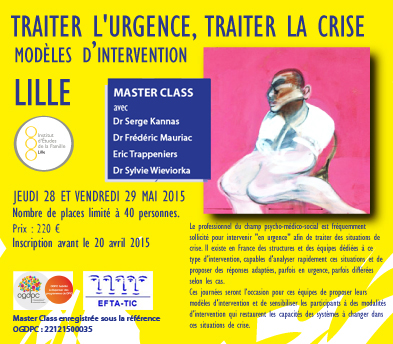 TRAITER L'URGENCE, TRAITER LA CRISE
MODÈLES D'INTERVENTION
LILLE
MASTER CLASS
avec
Dr Serge Kannas
Dr Frédéric Mauriac
Eric Trappeniers
Dr Sylvie Wieviorka
Institut
d'Études
de la Famille
Lille
JEUDI 28 ET VENDREDI 29 MAI 2015
Nombre de places limité à 40 personnes.
Prix : 220 €
Inscription avant le 20 avril 2015
ogdpc
EFTA-TIC
Master Class enregistrée sous la référence
OGDPC : 22121500035
Le professionnel du champ psycho-médico-social est fréquemment
sollicité pour intervenir "en urgence" afin de traiter des situations de
crise. Il existe en France des structures et des équipes dédiées à ce
type d'intervention, capables d'analyser rapidement ces situations et de
proposer des réponses adaptées, parfois en urgence, parfois différées
selon les cas.
Ces journées seront l'occasion pour ces équipes de proposer leurs
modèles d'intervention et de sensibiliser les participants à des modalités
d'intervention qui restaurent les capacités des systèmes à changer dans
ces situations de crise.